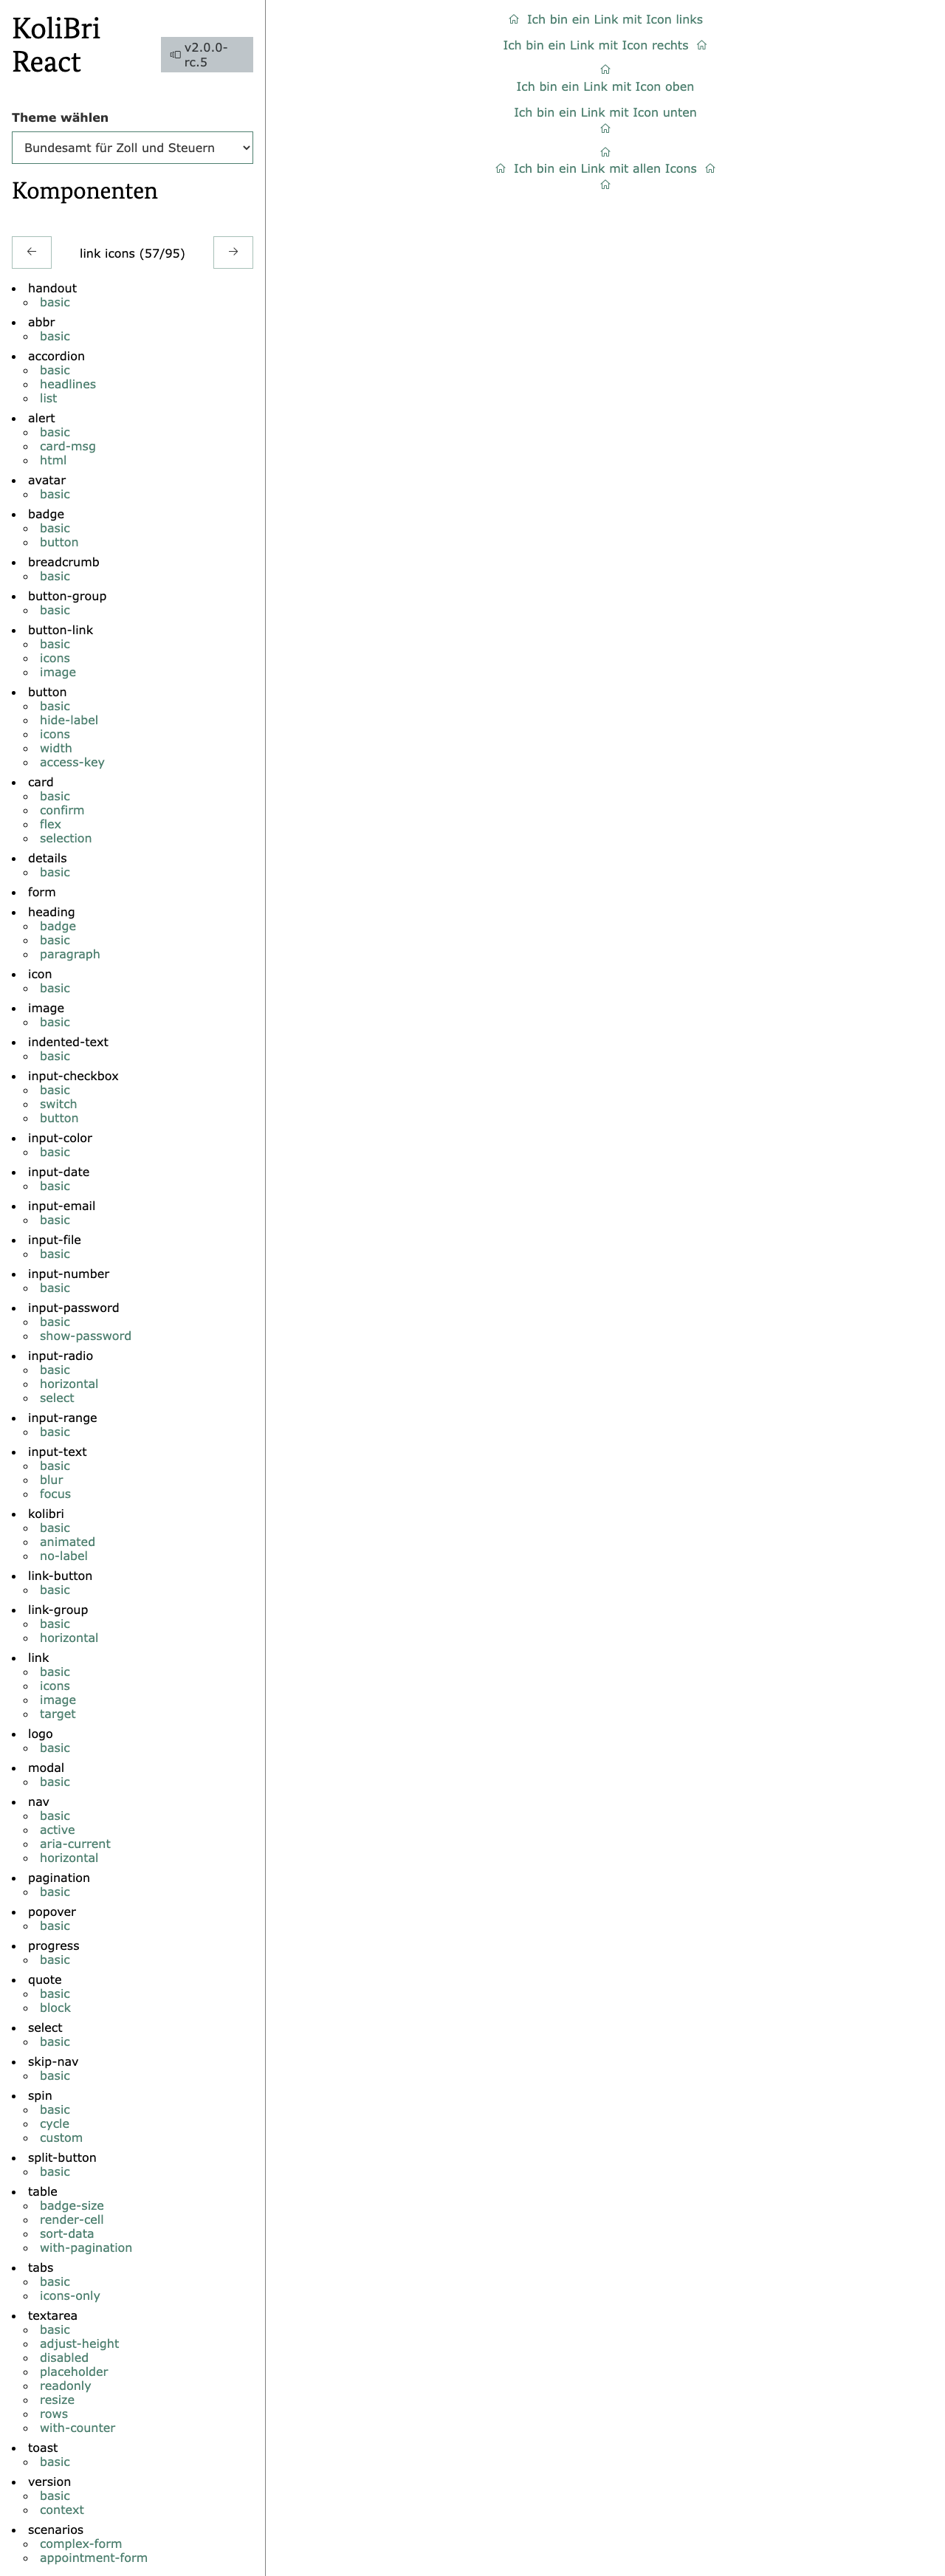 KoliBri
React
v2.0.0-
rc.5
Theme wählen
Bundesamt für Zoll und Steuern
Komponenten
link icons (57/95)
handout
basic
abbr
basic
accordion
basic
headlines
list
alert
basic
card-msg
html
avatar
basic
badge
basic
button
breadcrumb
basic
button-group
basic
button-link
basic
icons
image
button
basic
hide-label
icons
width
access-key
card
basic
confirm
flex
selection
details
basic
form
heading
badge
basic
paragraph
icon
basic
image
basic
indented-text
basic
input-checkbox
basic
switch
button
input-color
basic
input-date
basic
input-email
basic
input-file
basic
input-number
basic
input-password
basic
show-password
input-radio
basic
horizontal
select
input-range
basic
input-text
basic
blur
focus
kolibri
basic
animated
no-label
link-button
basic
link-group
basic
horizontal
link
basic
icons
image
target
logo
basic
modal
basic
nav
basic
active
aria-current
horizontal
pagination
basic
popover
basic
progress
basic
quote
basic
block
select
basic
skip-nav
basic
spin
basic
cycle
custom
split-button
basic
table
badge-size
render-cell
sort-data
with-pagination
tabs
basic
icons-only
textarea
basic
adjust-height
disabled
placeholder
readonly
resize
rows
with-counter
toast
basic
version
basic
context
scenarios
complex-form
appointment-form
Ich bin ein Link mit Icon links
Ich bin ein Link mit Icon rechts
Ich bin ein Link mit Icon oben
Ich bin ein Link mit Icon unten
Ich bin ein Link mit allen Icons